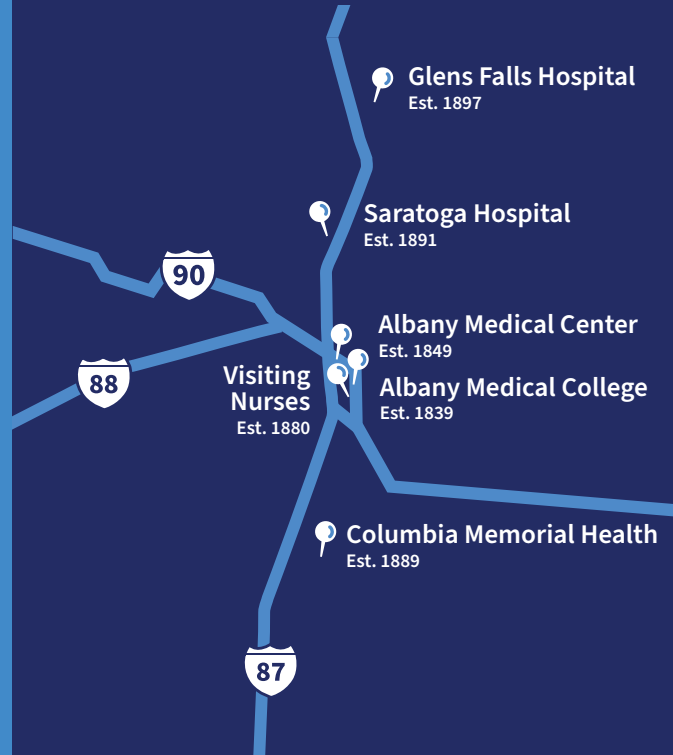 Glens Falls Hospital
Est. 1897
Saratoga Hospital
Est. 1891
90
Albany Medical Center
Est. 1849
88
Visiting
Nurses
Est. 1880
Albany Medical College
Est. 1839
Columbia Memorial Health
Est. 1889
87